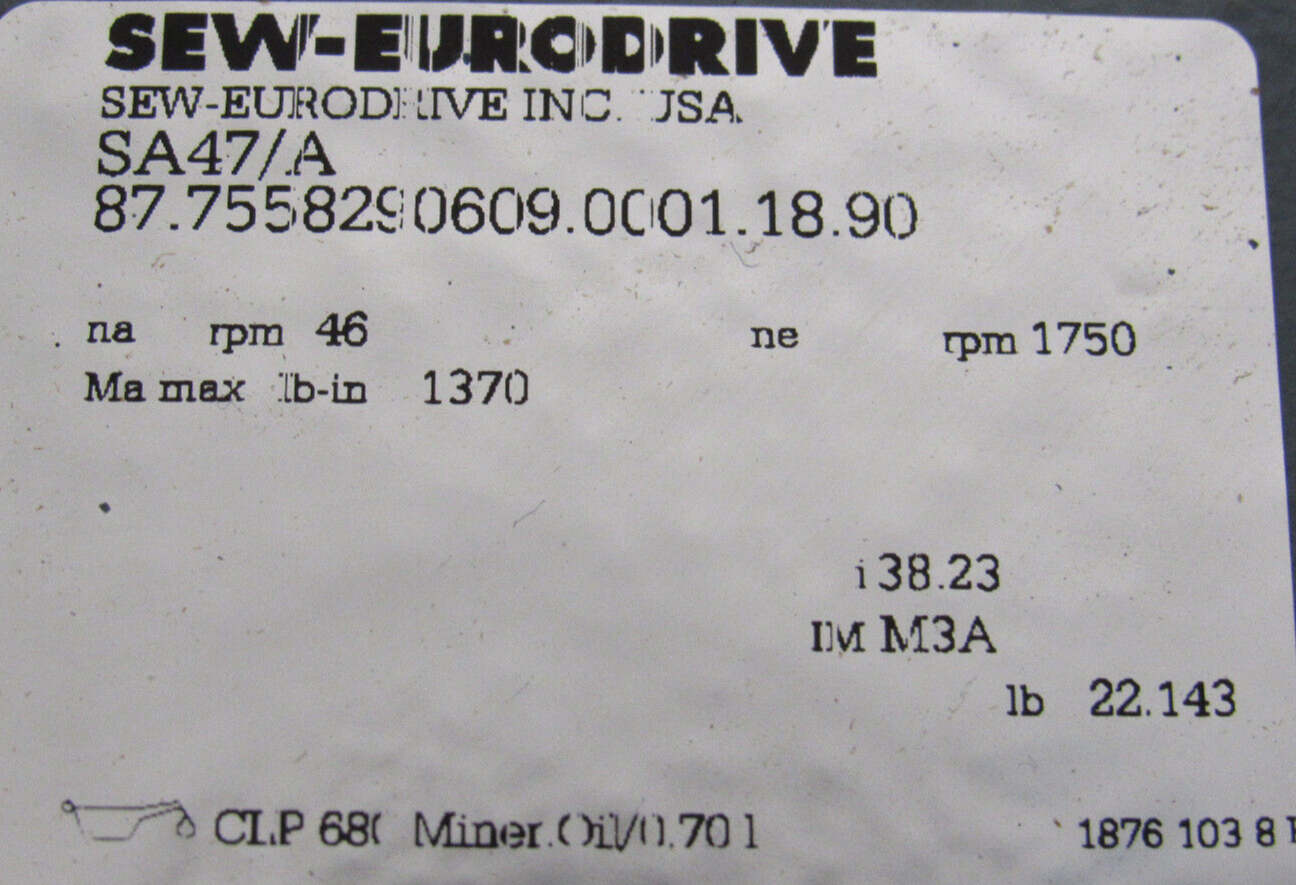 SEW-EURODRIVE
SEW-EURODRIVE INC. USA
SA47/A
87.7558290609.0001.18.90
na rpm 46 ne rpm 1750
Ma max lb-in 1370
i 38.23
IM M3A
lb 22.143
CLP 680 Miner.Oil/0.70 l 1876 103 8